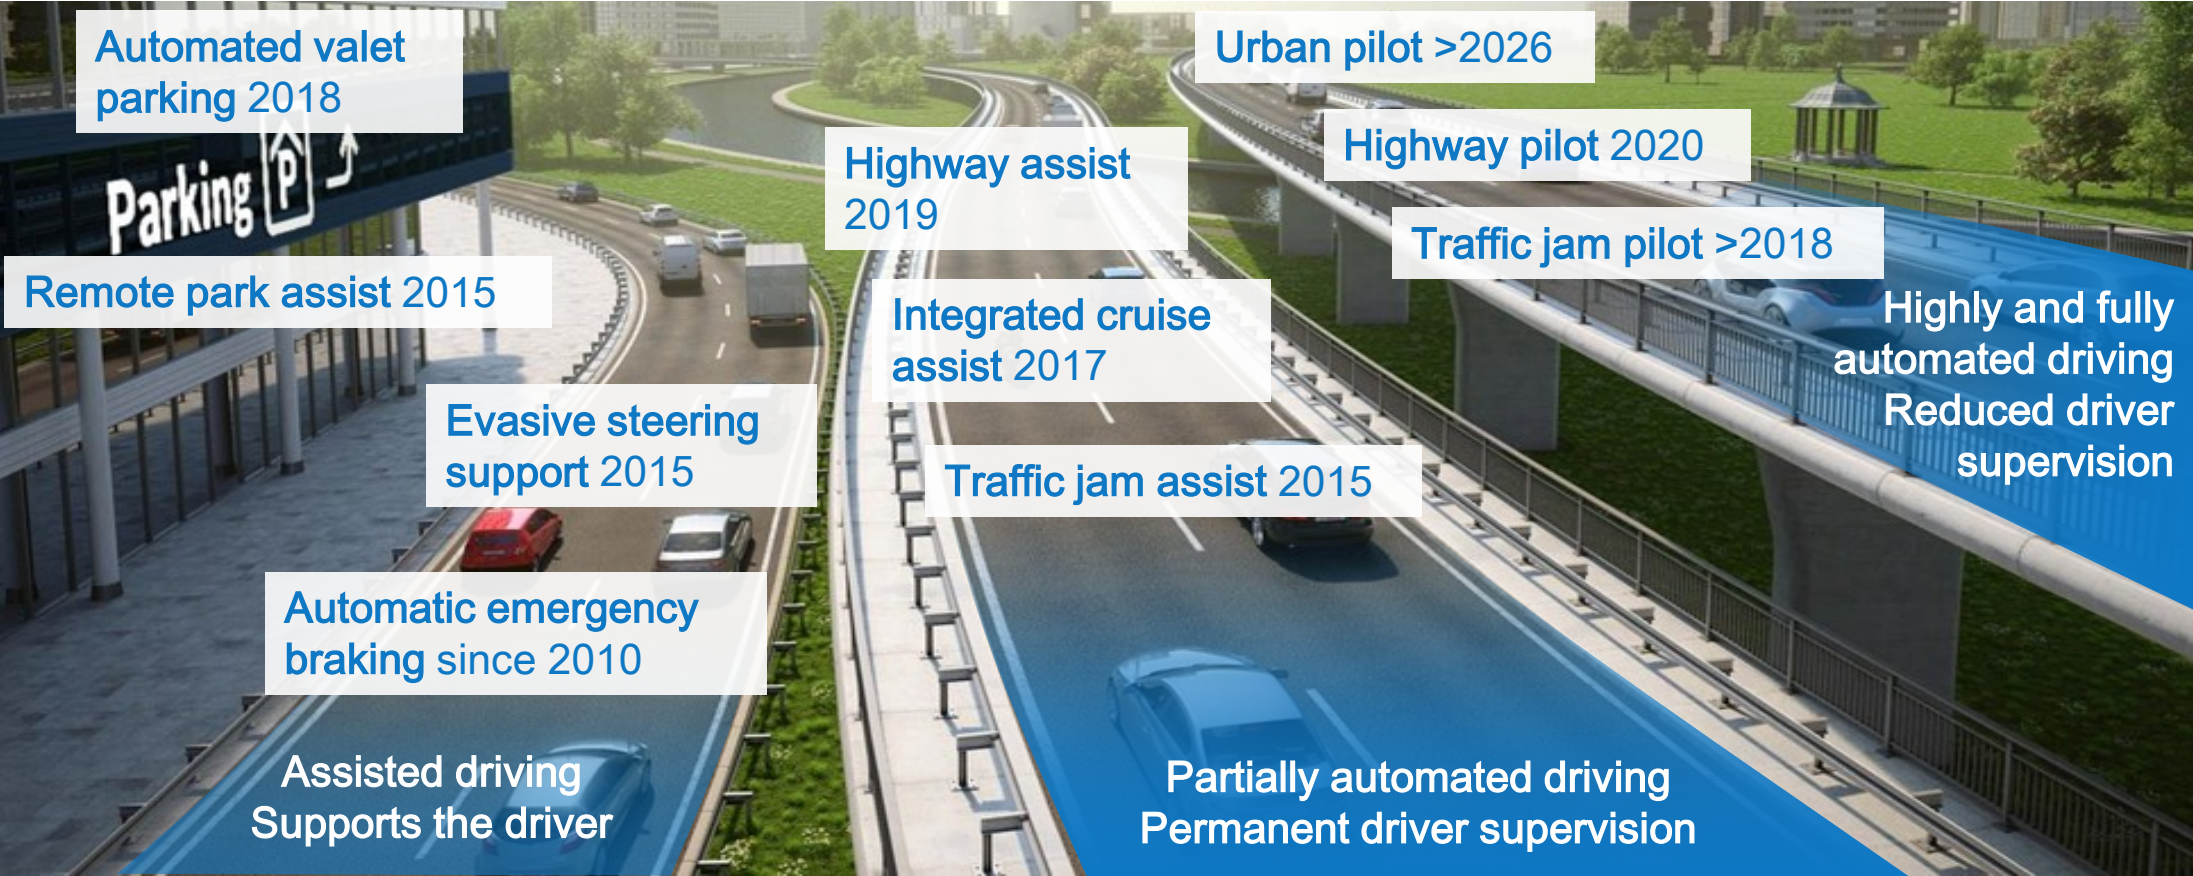 Automated valet
parking 2018
Parking P
Remote park assist 2015
Evasive steering
support 2015
Automatic emergency
braking since 2010
Assisted driving
Supports the driver
Highway assist
2019
Integrated cruise
assist 2017
Traffic jam assist 2015
Partially automated driving
Permanent driver supervision
Urban pilot >2026
Highway pilot 2020
Traffic jam pilot >2018
Highly and fully
automated driving
Reduced driver
supervision